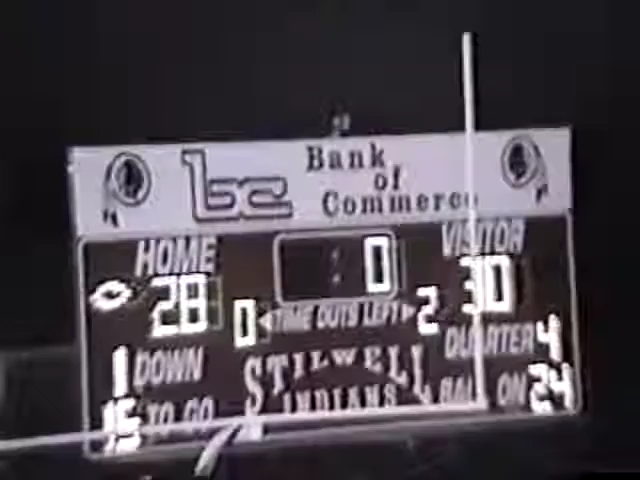 bc Bank of Commerce
HOME : 0 VISITOR
28 30
0 TIME OUTS LEFT 2
1 DOWN QUARTER 4
STILWELL
INDIANS
15 TO GO BALL ON 24